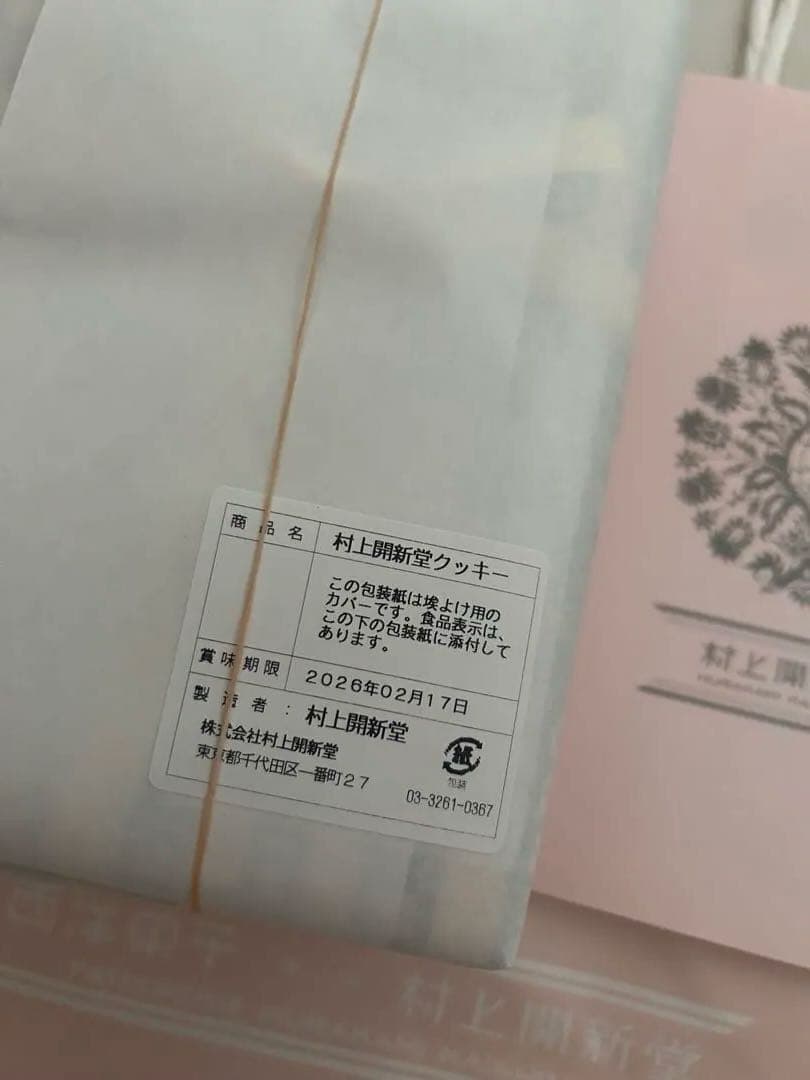 商品名 村上開新堂クッキー
この包装紙は埃よけ用の
カバーです。食品表示は、
この下の包装紙に添付して
あります。
賞味期限 2026年02月17日
製造者: 村上開新堂
株式会社村上開新堂
東京都千代田区一番町27
紙
包装
03-3261-0367
村上開
村上開新堂